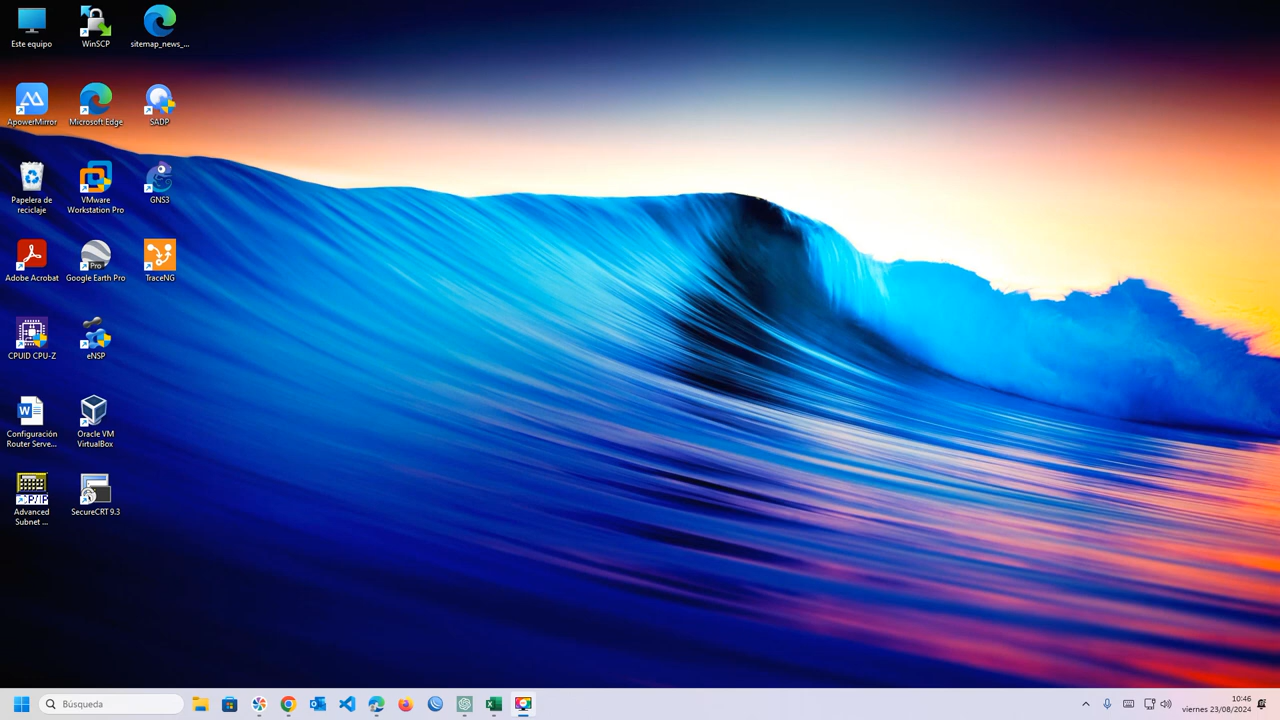 Este equipo
WinSCP
sitemap_news_...
ApowerMirror
Microsoft Edge
SADP
Papelera de
reciclaje
VMware
Workstation Pro
GNS3
Adobe Acrobat
Pro
Google Earth Pro
TraceNG
CPUID CPU-Z
eNSP
W
Configuración
Router Serve...
Oracle VM
VirtualBox
Advanced
Subnet ...
SecureCRT 9.3
Búsqueda
10:46
viernes 23/08/2024